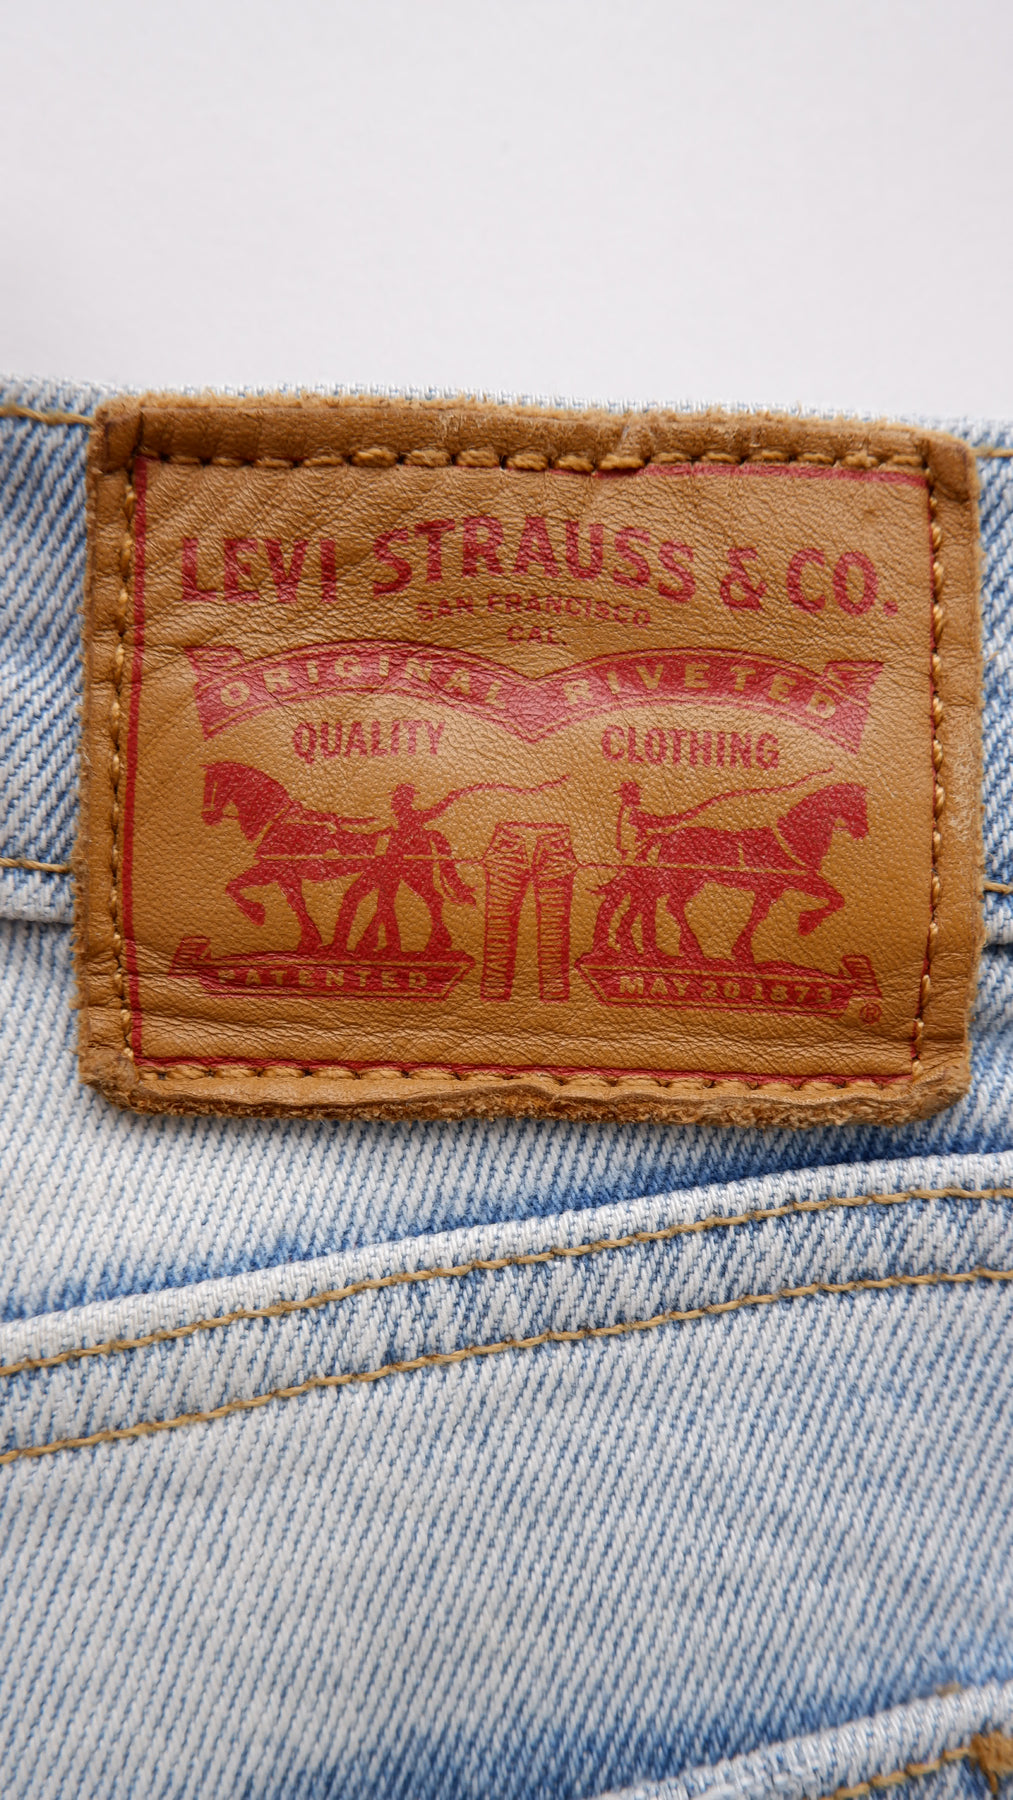 LEVI STRAUSS & CO.
SAN FRANCISCO
CAL.
ORIGINAL RIVETED
QUALITY CLOTHING
PATENTED MAY 20 1873 ®